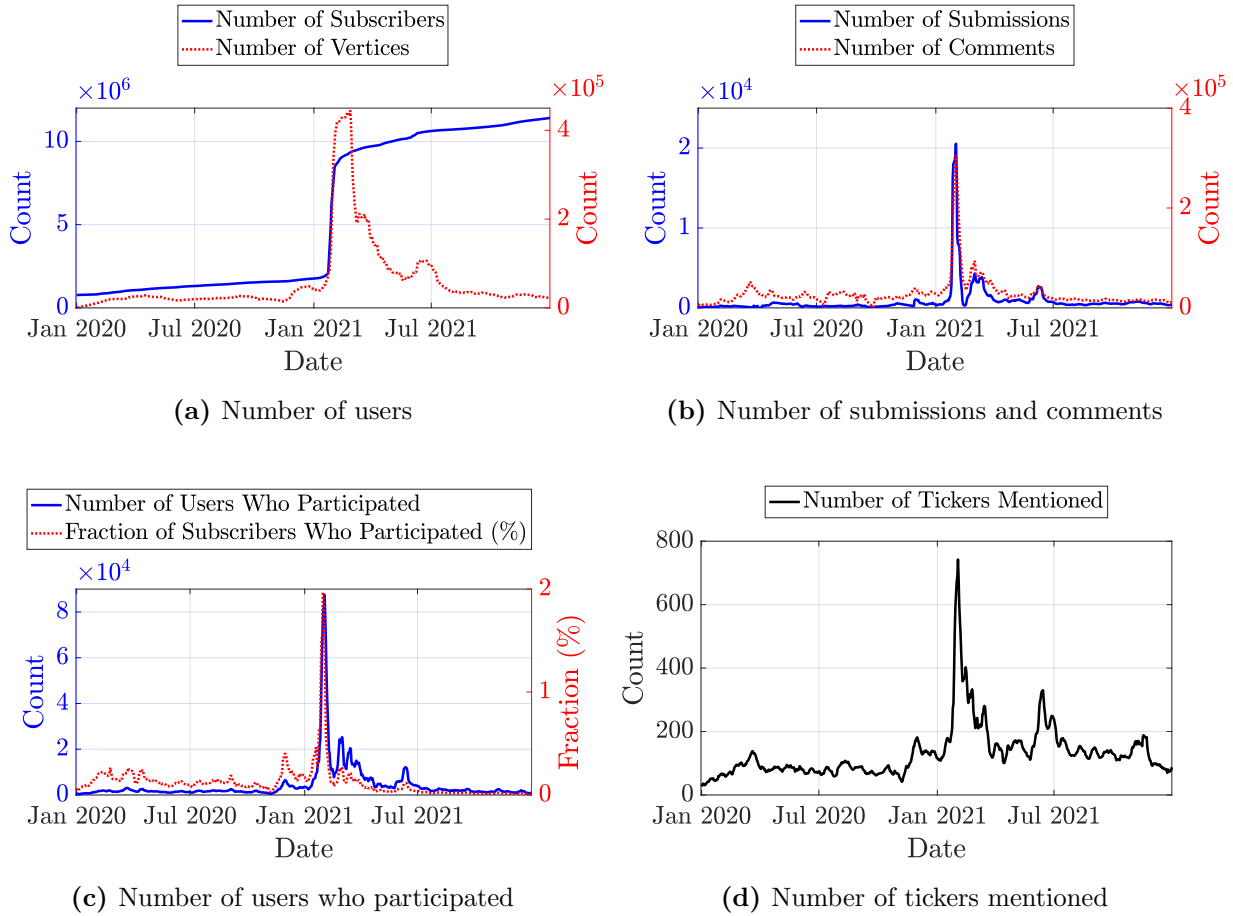 Number of Subscribers
Number of Vertices
×10^6
×10^5
10
5
0
4
2
0
Count
Count
Jan 2020 Jul 2020 Jan 2021 Jul 2021
Date
(a) Number of users
Number of Submissions
Number of Comments
×10^4
×10^5
2
1
0
4
2
0
Count
Count
Jan 2020 Jul 2020 Jan 2021 Jul 2021
Date
(b) Number of submissions and comments
Number of Users Who Participated
Fraction of Subscribers Who Participated (%)
×10^4
8
6
4
2
0
2
1
0
Count
Fraction (%)
Jan 2020 Jul 2020 Jan 2021 Jul 2021
Date
(c) Number of users who participated
Number of Tickers Mentioned
800
600
400
200
0
Count
Jan 2020 Jul 2020 Jan 2021 Jul 2021
Date
(d) Number of tickers mentioned